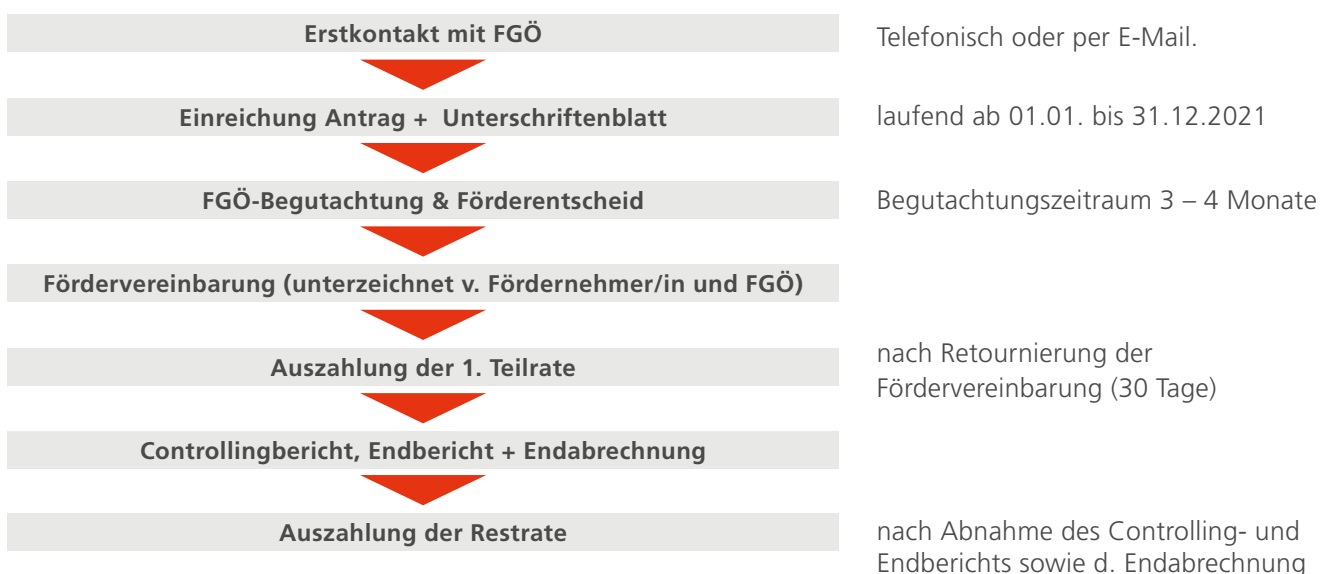 Erstkontakt mit FGÖ
Telefonisch oder per E-Mail.
Einreichung Antrag + Unterschriftenblatt
laufend ab 01.01. bis 31.12.2021
FGÖ-Begutachtung & Förderentscheid
Begutachtungszeitraum 3 – 4 Monate
Fördervereinbarung (unterzeichnet v. Fördernehmer/in und FGÖ)
Auszahlung der 1. Teilrate
nach Retournierung der
Fördervereinbarung (30 Tage)
Controllingbericht, Endbericht + Endabrechnung
Auszahlung der Restrate
nach Abnahme des Controlling- und
Endberichts sowie d. Endabrechnung